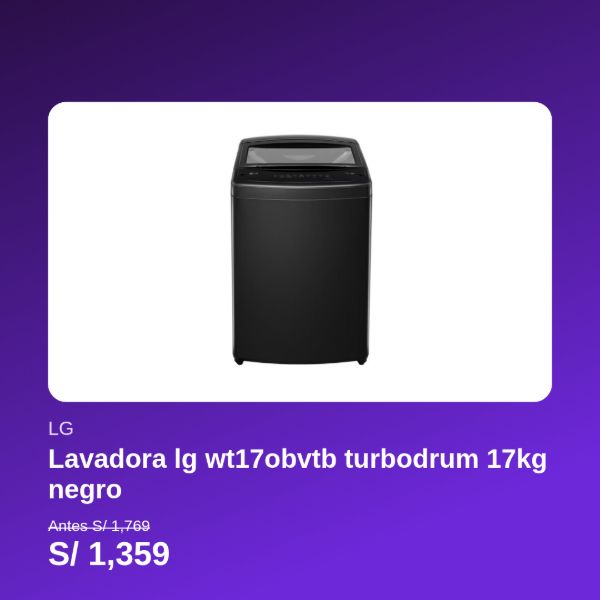 LG
Lavadora lg wt17obvtb turbodrum 17kg
negro
Antes S/ 1,769
S/ 1,359